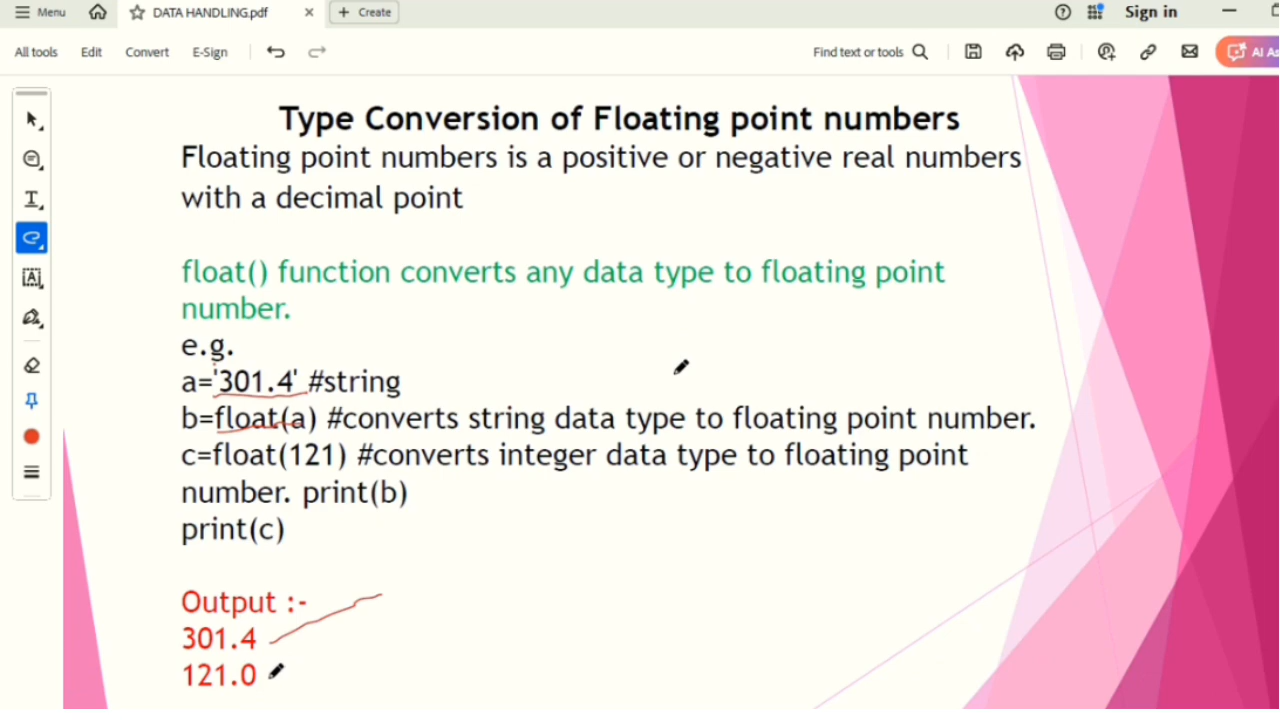 Menu
DATA HANDLING.pdf
Create
Sign in
All tools Edit Convert E-Sign
Find text or tools
AI As
Type Conversion of Floating point numbers
Floating point numbers is a positive or negative real numbers
with a decimal point
float() function converts any data type to floating point
number.
e.g.
a='301.4' #string
b=float(a) #converts string data type to floating point number.
c=float(121) #converts integer data type to floating point
number. print(b)
print(c)
Output :-
301.4
121.0